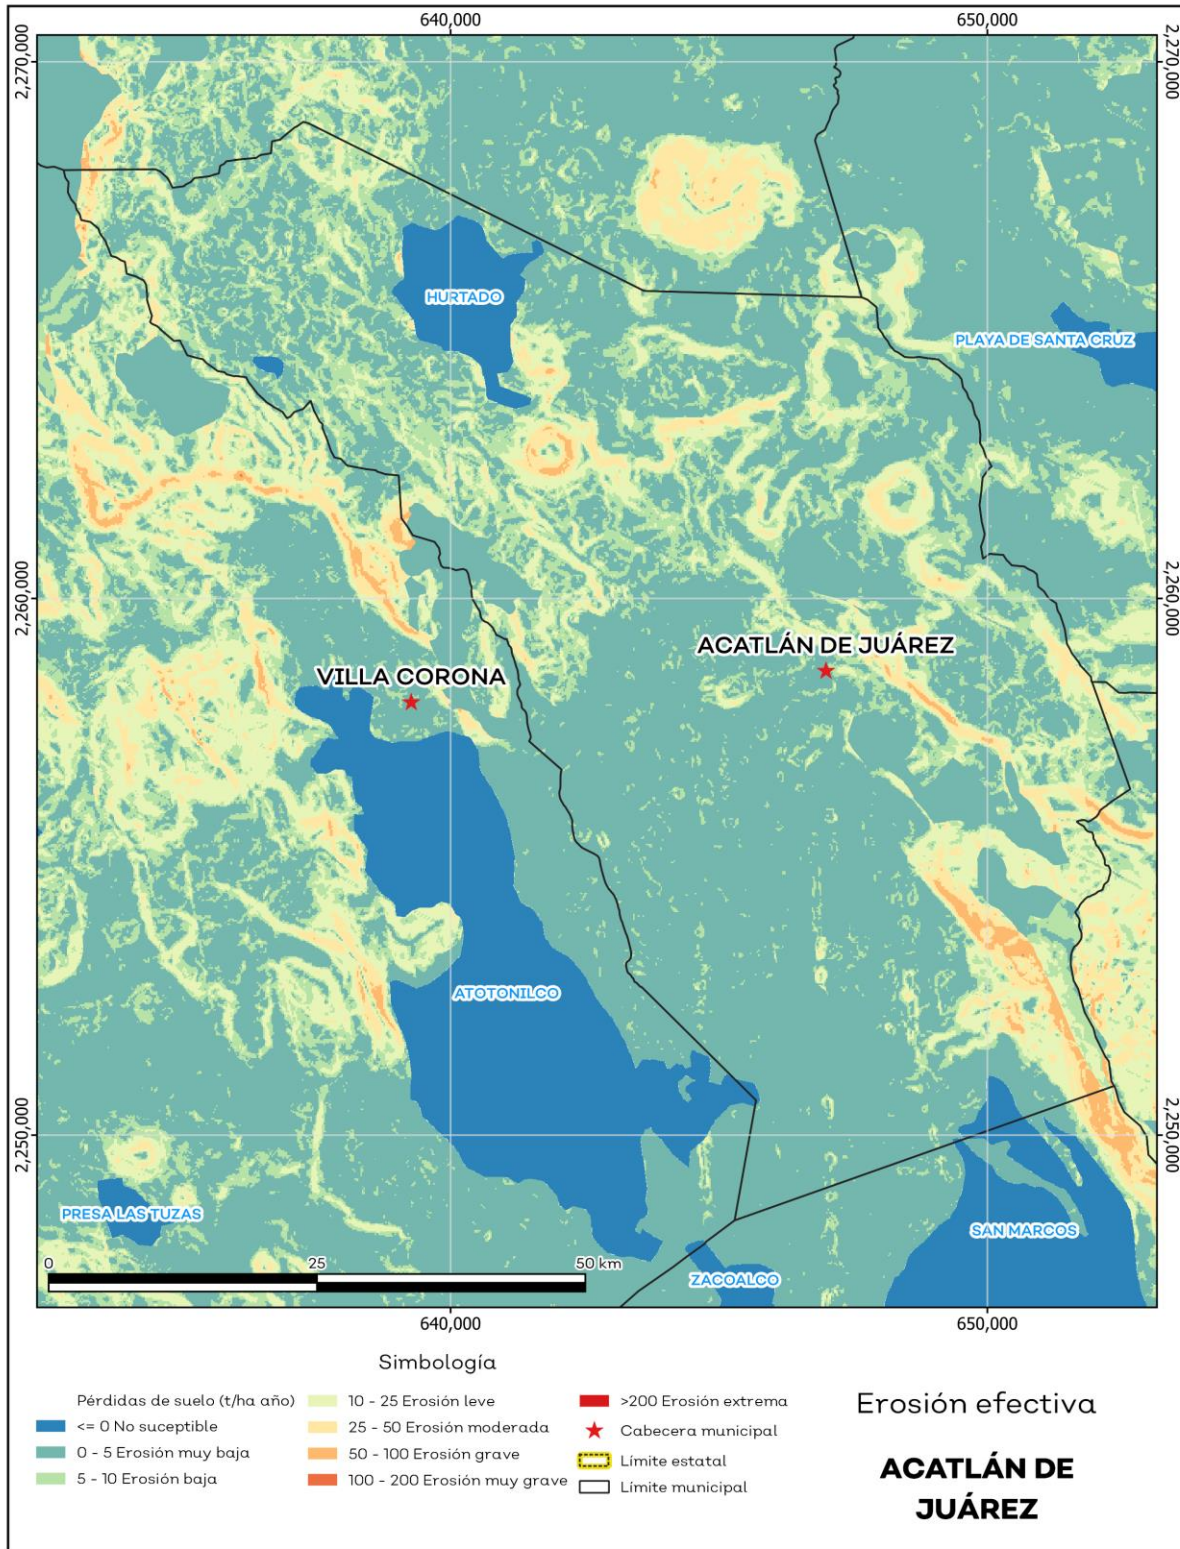 640,000
650,000
2,270,000
2,270,000
HURTADO
PLAYA DE SANTA CRUZ
2,260,000
2,260,000
ACATLÁN DE JUÁREZ
VILLA CORONA
ATOTONILCO
2,250,000
2,250,000
PRESA LAS TUZAS
SAN MARCOS
ZACOALCO
0
25
50 km
640,000
650,000
Simbología
Pérdidas de suelo (t/ha año)
<= 0 No suceptible
0 - 5 Erosión muy baja
5 - 10 Erosión baja
10 - 25 Erosión leve
25 - 50 Erosión moderada
50 - 100 Erosión grave
100 - 200 Erosión muy grave
>200 Erosión extrema
Cabecera municipal
Límite estatal
Límite municipal
Erosión efectiva
ACATLÁN DE
JUÁREZ